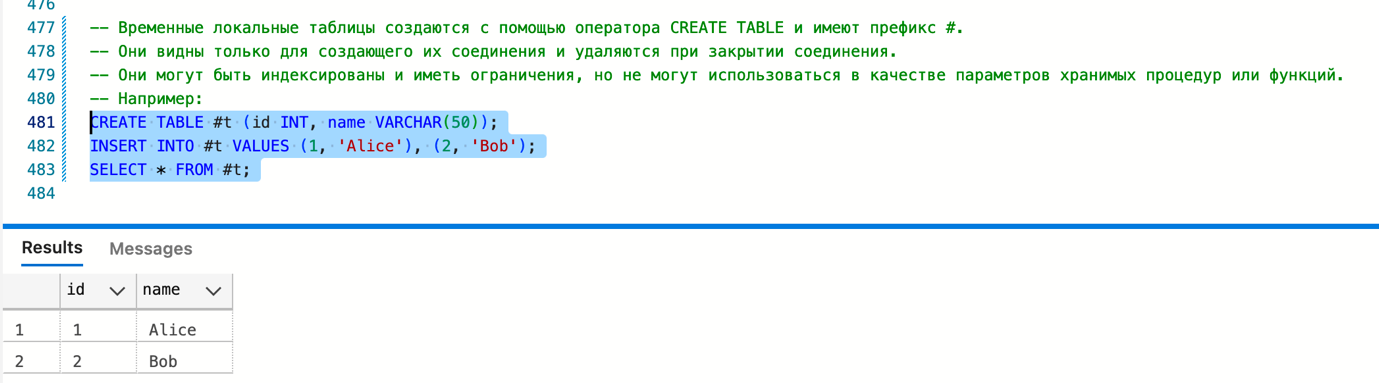 476
477 -- Временные локальные таблицы создаются с помощью оператора CREATE TABLE и имеют префикс #.
478 -- Они видны только для создающего их соединения и удаляются при закрытии соединения.
479 -- Они могут быть индексированы и иметь ограничения, но не могут использоваться в качестве параметров хранимых процедур или функций.
480 -- Например:
481 CREATE TABLE #t (id INT, name VARCHAR(50));
482 INSERT INTO #t VALUES (1, 'Alice'), (2, 'Bob');
483 SELECT * FROM #t;
484
Results Messages
id name
1 1 Alice
2 2 Bob